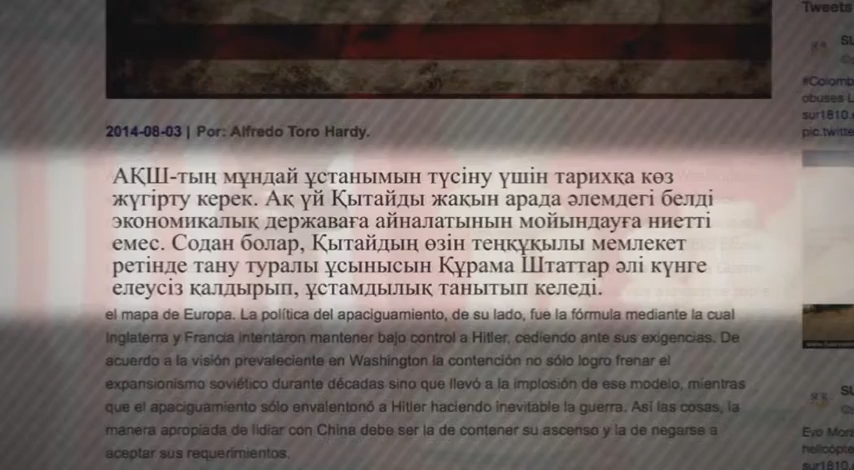 Tweets
SU
#Colomb
obuses L
sur1810.
pic.twitte
2014-08-03 | Por: Alfredo Toro Hardy.
АҚШ-тың мұндай ұстанымын түсіну үшін тарихқа көз
жүгірту керек. Ақ үй Қытайды жақын арада әлемдегі белді
экономикалық державаға айналатынын мойындауға ниетті
емес. Содан болар, Қытайдың өзін теңқұқылы мемлекет
ретінде тану туралы ұсынысын Құрама Штаттар әлі күнге
елеусіз қалдырып, ұстамдылық танытып келеді.
el mapa de Europa. La política del apaciguamiento, de su lado, fue la fórmula mediante la cual
Inglaterra y Francia intentaron mantener bajo control a Hitler, cediendo ante sus exigencias. De
acuerdo a la visión prevaleciente en Washington la contención no sólo logro frenar el
expansionismo soviético durante décadas sino que llevó a la implosión de ese modelo, mientras
que el apaciguamiento sólo envalentonó a Hitler haciendo inevitable la guerra. Así las cosas, la
manera apropiada de lidiar con China debe ser la de contener su ascenso y la de negarse a
aceptar sus requerimientos.
SU
Evo Mora
helicopte
sur1810.